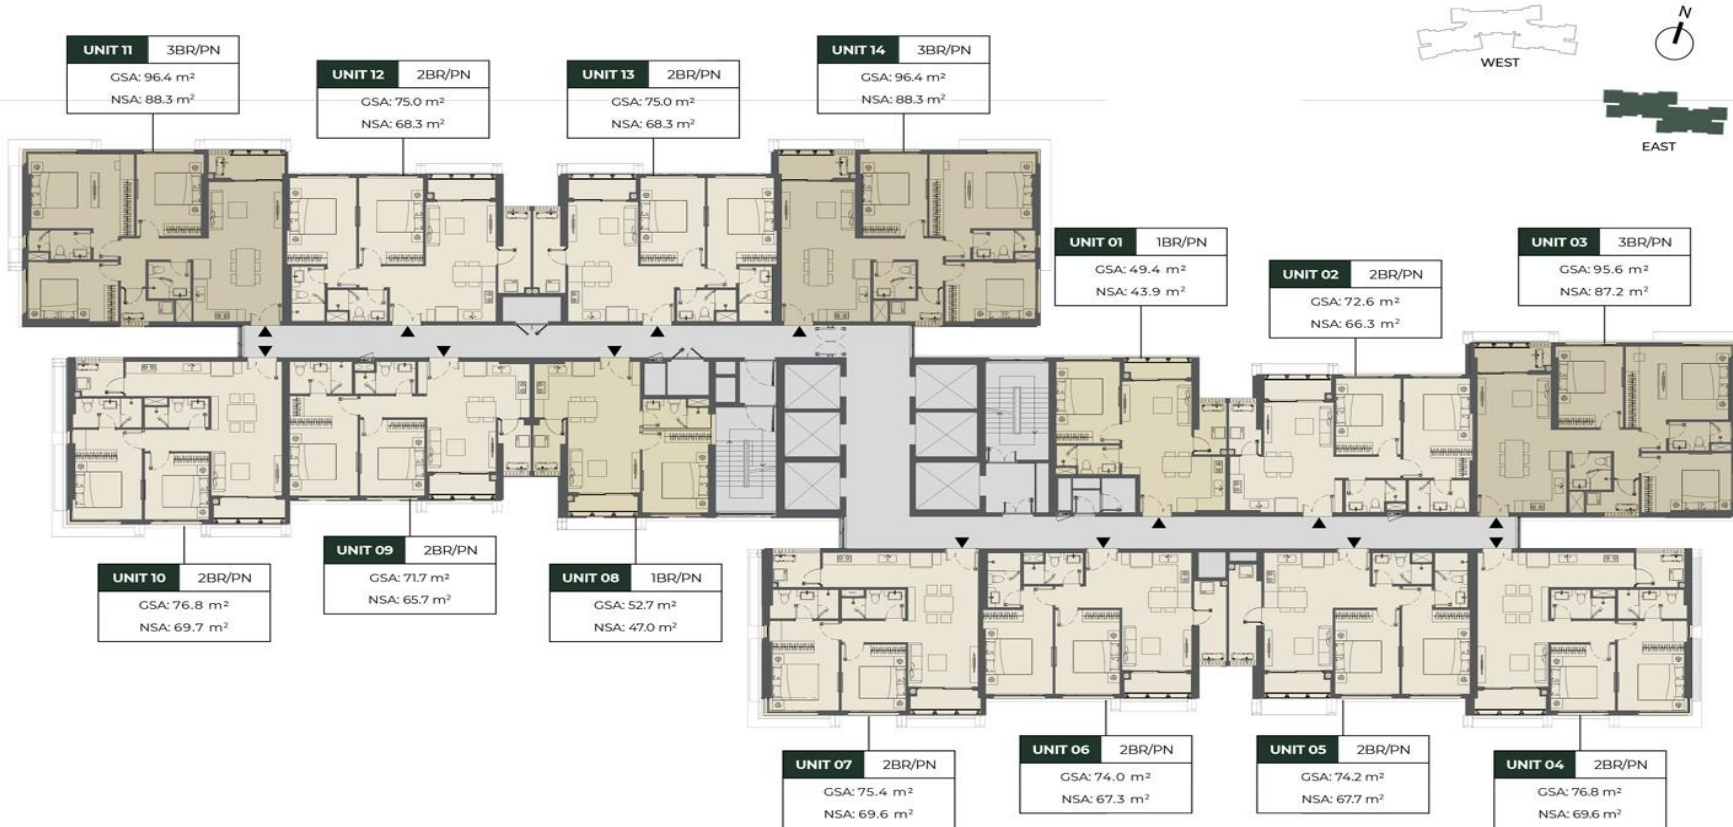 N
WEST
EAST
UNIT 11 3BR/PN
GSA: 96.4 m²
NSA: 88.3 m²
UNIT 12 2BR/PN
GSA: 75.0 m²
NSA: 68.3 m²
UNIT 13 2BR/PN
GSA: 75.0 m²
NSA: 68.3 m²
UNIT 14 3BR/PN
GSA: 96.4 m²
NSA: 88.3 m²
UNIT 01 1BR/PN
GSA: 49.4 m²
NSA: 43.9 m²
UNIT 02 2BR/PN
GSA: 72.6 m²
NSA: 66.3 m²
UNIT 03 3BR/PN
GSA: 95.6 m²
NSA: 87.2 m²
UNIT 10 2BR/PN
GSA: 76.8 m²
NSA: 69.7 m²
UNIT 09 2BR/PN
GSA: 71.7 m²
NSA: 65.7 m²
UNIT 08 1BR/PN
GSA: 52.7 m²
NSA: 47.0 m²
UNIT 07 2BR/PN
GSA: 75.4 m²
NSA: 69.6 m²
UNIT 06 2BR/PN
GSA: 74.0 m²
NSA: 67.3 m²
UNIT 05 2BR/PN
GSA: 74.2 m²
NSA: 67.7 m²
UNIT 04 2BR/PN
GSA: 76.8 m²
NSA: 69.6 m²